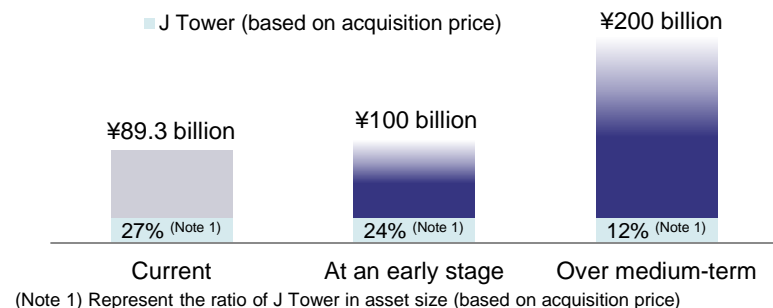 J Tower (based on acquisition price)
¥200 billion
¥89.3 billion
¥100 billion
27% (Note 1)
24% (Note 1)
12% (Note 1)
Current
At an early stage
Over medium-term
(Note 1) Represent the ratio of J Tower in asset size (based on acquisition price)